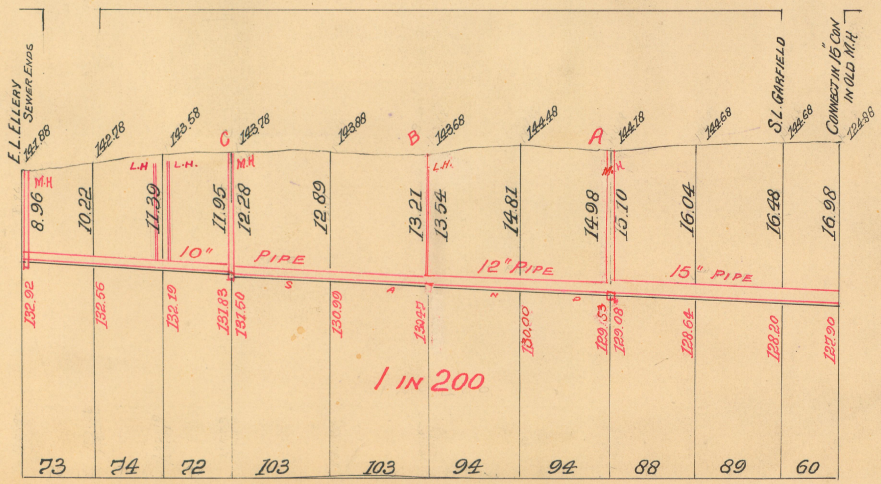 E.L. ELLERY
SEWER ENDS
S.L. GARFIELD
CONNECT IN 15" CON
IN OLD M.H
141.88
142.78
143.58
C
143.78
143.88
B
143.68
144.48
A
144.18
144.68
144.68
M.H
L.H
L.H.
M.H
L.H.
M. H
8.96
10.22
11.39
11.95
12.28
12.89
13.21
13.54
14.81
14.98
15.10
16.04
16.48
16.98
10" PIPE
12" PIPE
15" PIPE
S A N D
132.92
132.56
132.19
131.83
131.60
130.99
130.47
130.00
129.53
129.08
128.64
128.20
127.90
1 IN 200
73 74 72 103 103 94 94 88 89 60